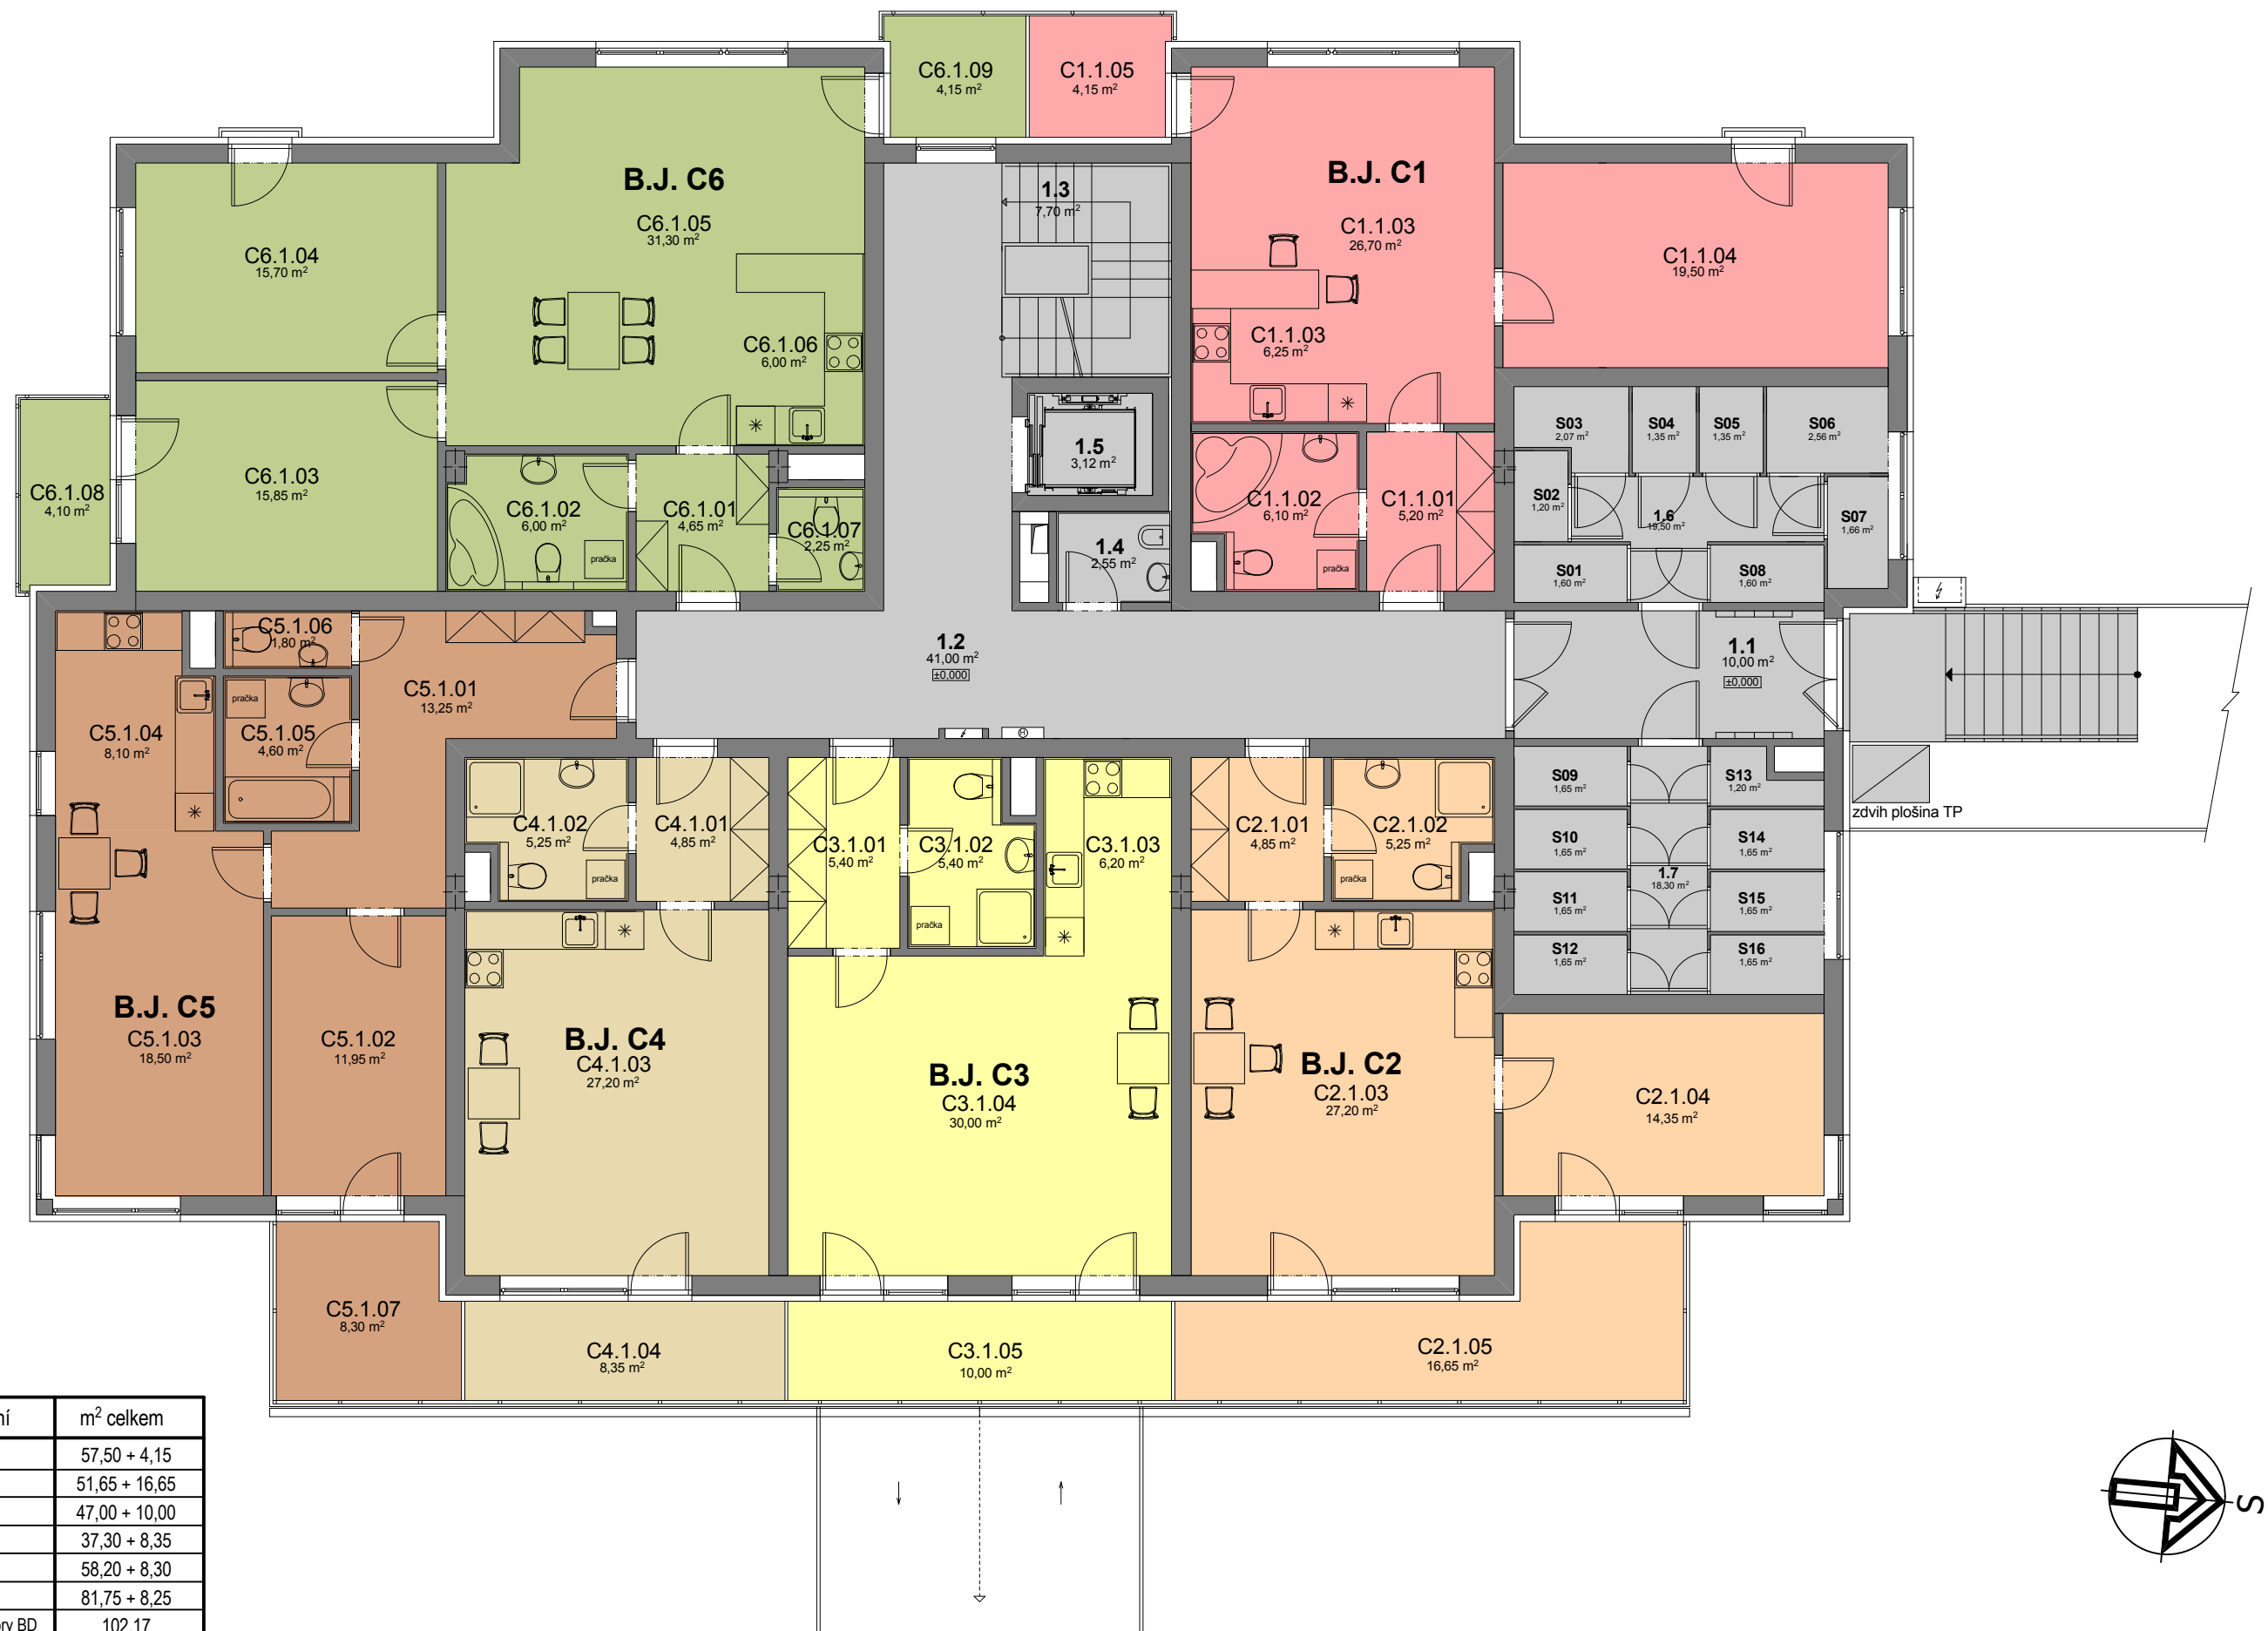 C6.1.09
4,15 m²
C1.1.05
4,15 m²
B.J. C6
C6.1.05
31,30 m²
C6.1.04
15,70 m²
C6.1.06
6,00 m²
C6.1.03
15,85 m²
C6.1.08
4,10 m²
C6.1.02
6,00 m²
pračka
C6.1.01
4,65 m²
C6.1.07
2,25 m²
1.3
7,70 m²
1.5
3,12 m²
1.4
2,55 m²
B.J. C1
C1.1.03
26,70 m²
C1.1.03
6,25 m²
C1.1.04
19,50 m²
C1.1.02
6,10 m²
pračka
C1.1.01
5,20 m²
S03
2,07 m²
S04
1,35 m²
S05
1,35 m²
S06
2,56 m²
S02
1,20 m²
1.6
19,50 m²
S07
1,66 m²
S01
1,60 m²
S08
1,60 m²
1.2
41,00 m²
±0,000
1.1
10,00 m²
±0,000
H
C5.1.06
1,80 m²
C5.1.01
13,25 m²
C5.1.04
8,10 m²
pračka
C5.1.05
4,60 m²
B.J. C5
C5.1.03
18,50 m²
C5.1.02
11,95 m²
C5.1.07
8,30 m²
C4.1.02
5,25 m²
pračka
C4.1.01
4,85 m²
B.J. C4
C4.1.03
27,20 m²
C4.1.04
8,35 m²
C3.1.01
5,40 m²
C3.1.02
5,40 m²
pračka
C3.1.03
6,20 m²
B.J. C3
C3.1.04
30,00 m²
C3.1.05
10,00 m²
C2.1.01
4,85 m²
C2.1.02
5,25 m²
pračka
B.J. C2
C2.1.03
27,20 m²
C2.1.04
14,35 m²
C2.1.05
16,65 m²
S09
1,65 m²
S13
1,20 m²
S10
1,65 m²
S14
1,65 m²
1.7
18,30 m²
S11
1,65 m²
S15
1,65 m²
S12
1,65 m²
S16
1,65 m²
zdvih plošina TP
m² celkem
57,50 + 4,15
51,65 + 16,65
47,00 + 10,00
37,30 + 8,35
58,20 + 8,30
81,75 + 8,25
BD 102,17
S